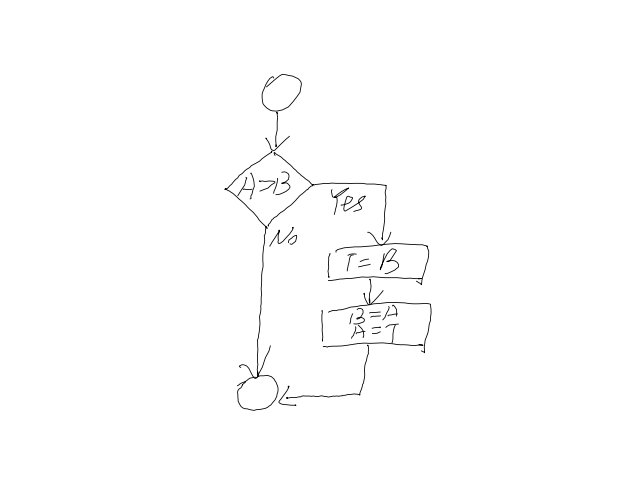 A>B
Yes
No
T=B
B=A
A=T